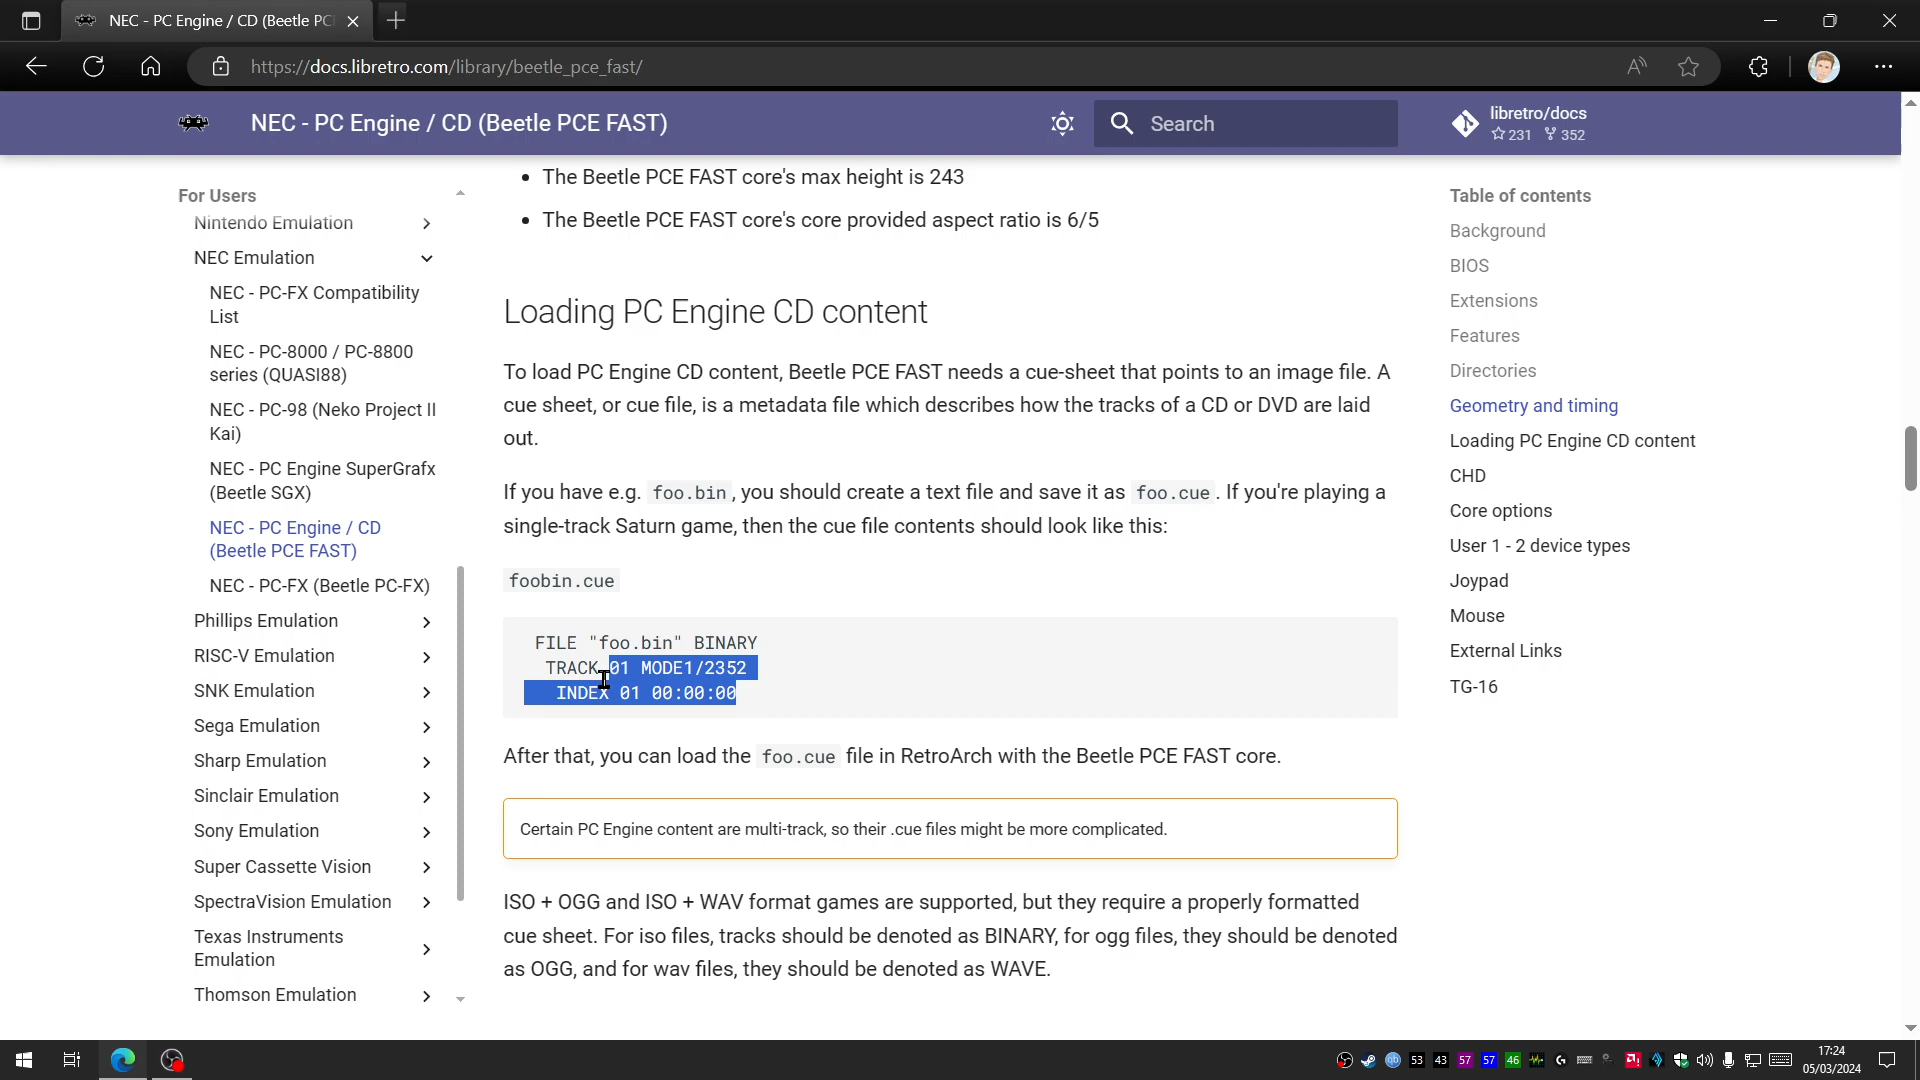 NEC - PC Engine / CD (Beetle PC
https://docs.libretro.com/library/beetle_pce_fast/
NEC - PC Engine / CD (Beetle PCE FAST)
Search
libretro/docs
231 352
For Users
Nintendo Emulation
NEC Emulation
NEC - PC-FX Compatibility
List
NEC - PC-8000 / PC-8800
series (QUASI88)
NEC - PC-98 (Neko Project II
Kai)
NEC - PC Engine SuperGrafx
(Beetle SGX)
NEC - PC Engine / CD
(Beetle PCE FAST)
NEC - PC-FX (Beetle PC-FX)
Phillips Emulation
RISC-V Emulation
SNK Emulation
Sega Emulation
Sharp Emulation
Sinclair Emulation
Sony Emulation
Super Cassette Vision
SpectraVision Emulation
Texas Instruments
Emulation
Thomson Emulation
• The Beetle PCE FAST core's max height is 243
• The Beetle PCE FAST core's core provided aspect ratio is 6/5
Loading PC Engine CD content
To load PC Engine CD content, Beetle PCE FAST needs a cue-sheet that points to an image file. A
cue sheet, or cue file, is a metadata file which describes how the tracks of a CD or DVD are laid
out.
If you have e.g. foo.bin, you should create a text file and save it as foo.cue. If you're playing a
single-track Saturn game, then the cue file contents should look like this:
foobin.cue
FILE "foo.bin" BINARY
TRACK 01 MODE1/2352
INDEX 01 00:00:00
After that, you can load the foo.cue file in RetroArch with the Beetle PCE FAST core.
Certain PC Engine content are multi-track, so their .cue files might be more complicated.
ISO + OGG and ISO + WAV format games are supported, but they require a properly formatted
cue sheet. For iso files, tracks should be denoted as BINARY, for ogg files, they should be denoted
as OGG, and for wav files, they should be denoted as WAVE.
Table of contents
Background
BIOS
Extensions
Features
Directories
Geometry and timing
Loading PC Engine CD content
CHD
Core options
User 1 - 2 device types
Joypad
Mouse
External Links
TG-16
53 43 57 57 46
17:24
05/03/2024